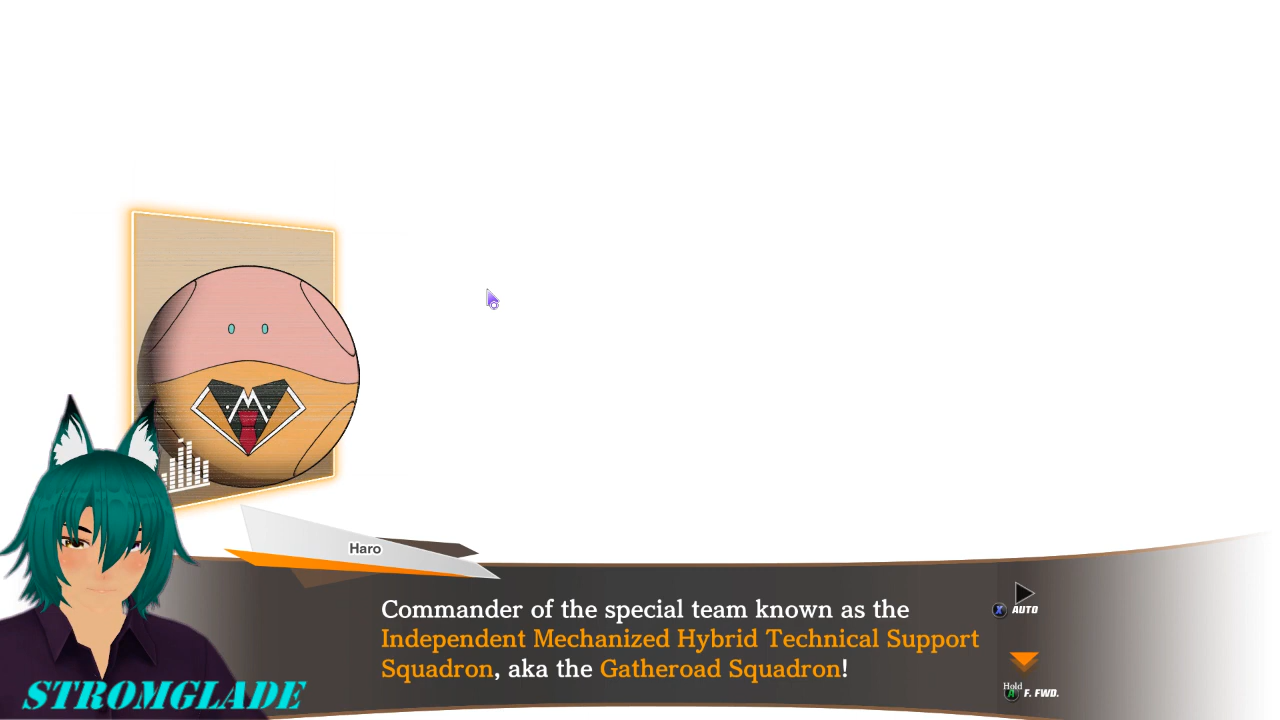 Haro
Commander of the special team known as the
Independent Mechanized Hybrid Technical Support
Squadron, aka the Gatheroad Squadron!
X AUTO
Hold
A F. FWD.
STROMGLADE